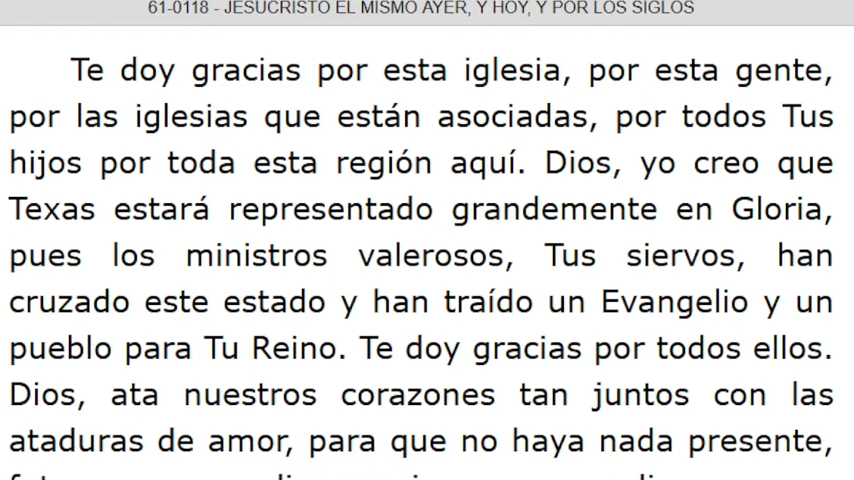 61-0118 - JESUCRISTO EL MISMO AYER, Y HOY, Y POR LOS SIGLOS
Te doy gracias por esta iglesia, por esta gente,
por las iglesias que están asociadas, por todos Tus
hijos por toda esta región aquí. Dios, yo creo que
Texas estará representado grandemente en Gloria,
pues los ministros valerosos, Tus siervos, han
cruzado este estado y han traído un Evangelio y un
pueblo para Tu Reino. Te doy gracias por todos ellos.
Dios, ata nuestros corazones tan juntos con las
ataduras de amor, para que no haya nada presente,